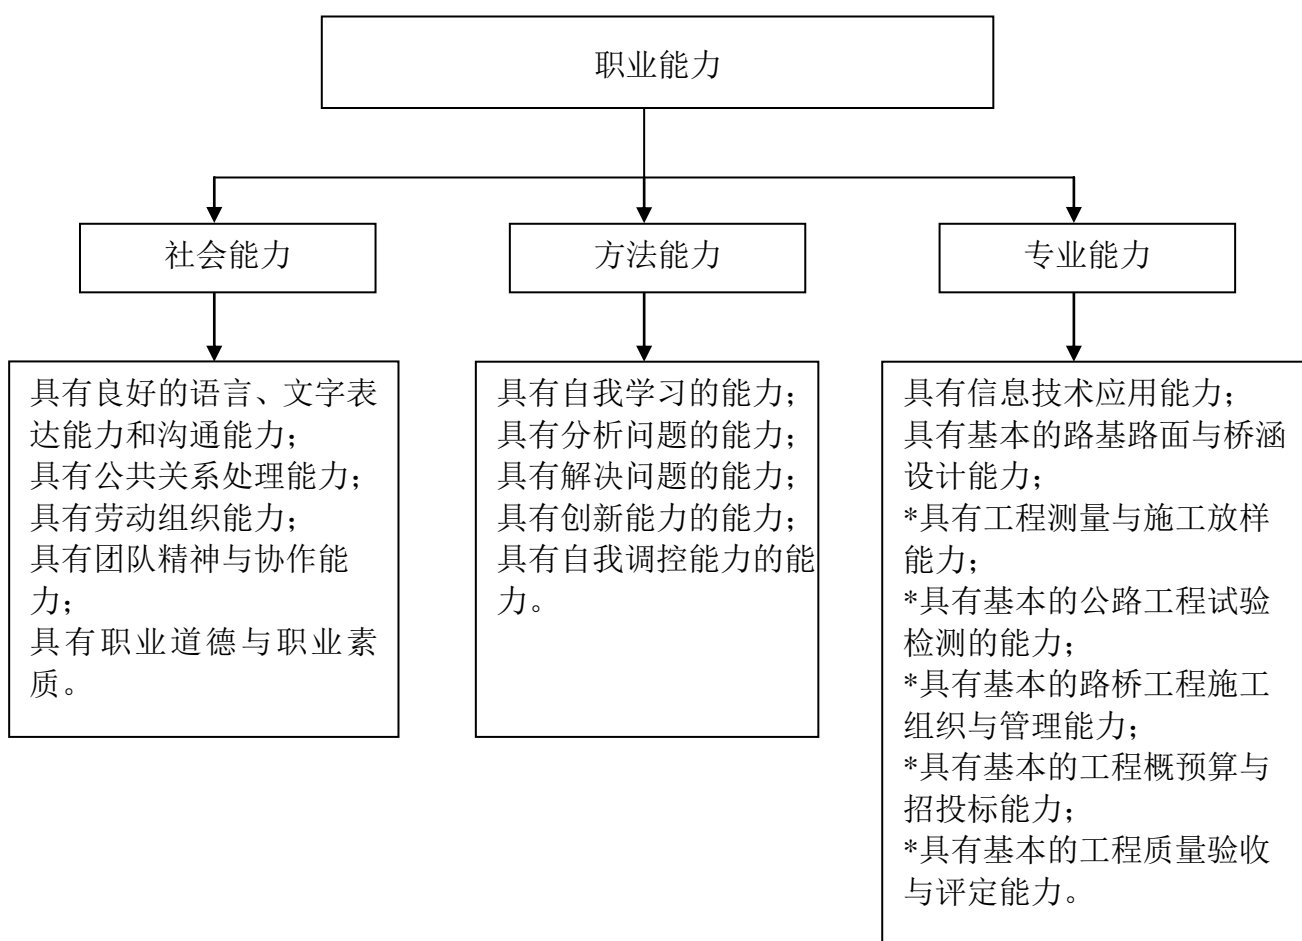 职业能力
社会能力
方法能力
专业能力
具有良好的语言、文字表
达能力和沟通能力；
具有公共关系处理能力；
具有劳动组织能力；
具有团队精神与协作能
力；
具有职业道德与职业素
质。
具有自我学习的能力；
具有分析问题的能力；
具有解决问题的能力；
具有创新能力的能力；
具有自我调控能力的能
力。
具有信息技术应用能力；
具有基本的路基路面与桥涵
设计能力；
*具有工程测量与施工放样
能力；
*具有基本的公路工程试验
检测的能力；
*具有基本的路桥工程施工
组织与管理能力；
*具有基本的工程概预算与
招投标能力；
*具有基本的工程质量验收
与评定能力。